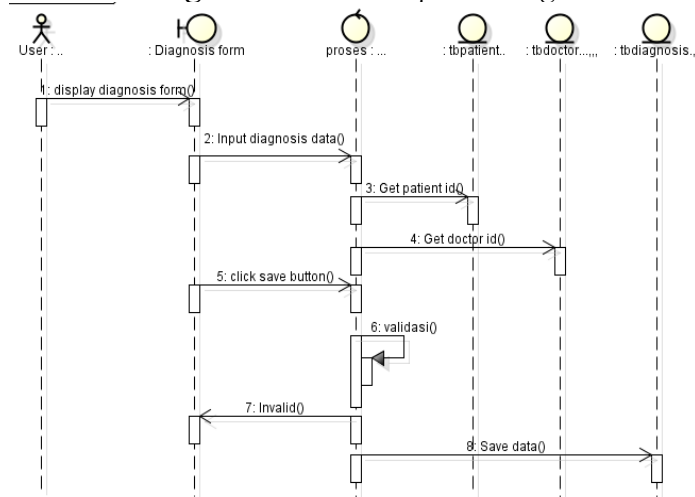 User : ..
: Diagnosis form
proses : ...
: tbpatient..
: tbdoctor...,,,
: tbdiagnosis.,
1: display diagnosis form()
2: Input diagnosis data()
3: Get patient id()
4: Get doctor id()
5: click save button()
6: validasi()
7: Invalid()
8: Save data()